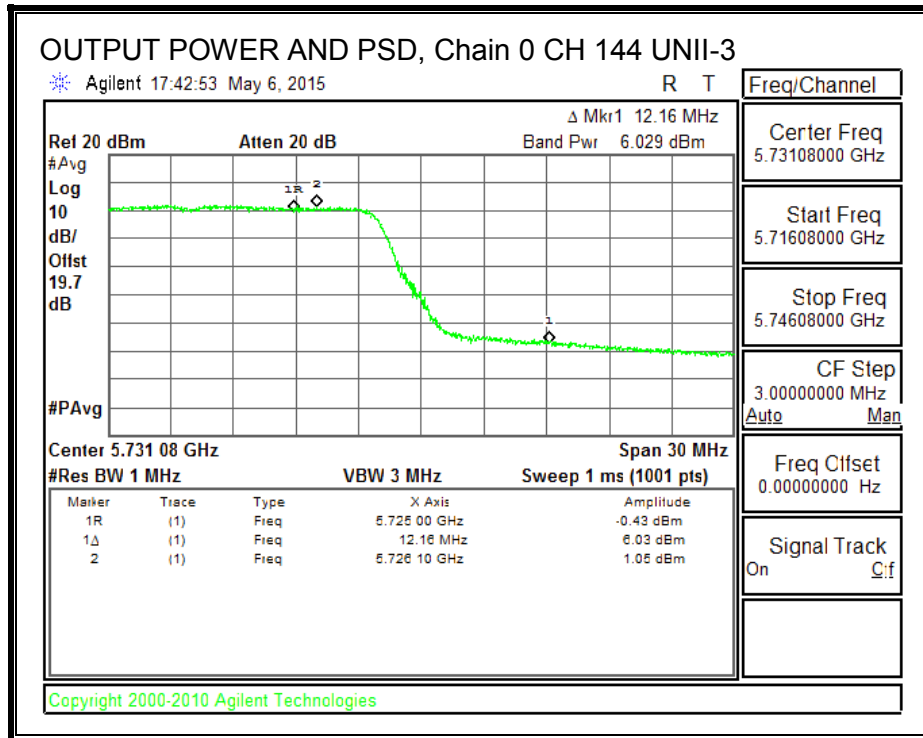 OUTPUT POWER AND PSD, Chain 0 CH 144 UNII-3
Agilent 17:42:53 May 6, 2015 R T
Δ Mkr1 12.16 MHz
Ref 20 dBm Atten 20 dB Band Pwr 6.029 dBm
#Avg
Log
10
dB/
Offst
19.7
dB
1R 2
1
#PAvg
Center 5.731 08 GHz Span 30 MHz
#Res BW 1 MHz VBW 3 MHz Sweep 1 ms (1001 pts)
Marker Trace Type X Axis Amplitude
1R (1) Freq 5.725 00 GHz -0.43 dBm
1Δ (1) Freq 12.16 MHz 6.03 dBm
2 (1) Freq 5.726 10 GHz 1.05 dBm
Freq/Channel
Center Freq
5.73108000 GHz
Start Freq
5.71608000 GHz
Stop Freq
5.74608000 GHz
CF Step
3.00000000 MHz
Auto Man
Freq Offset
0.00000000 Hz
Signal Track
On Off
Copyright 2000-2010 Agilent Technologies